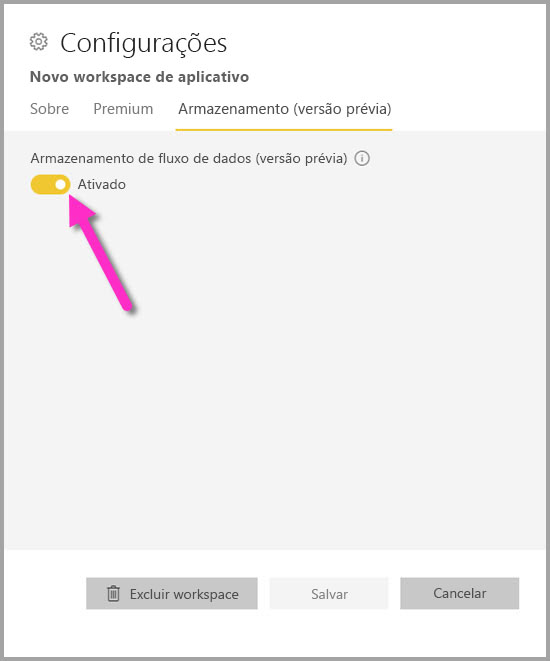 Configurações
Novo workspace de aplicativo
Sobre Premium Armazenamento (versão prévia)
Armazenamento de fluxo de dados (versão prévia)
Ativado
Excluir workspace Salvar Cancelar